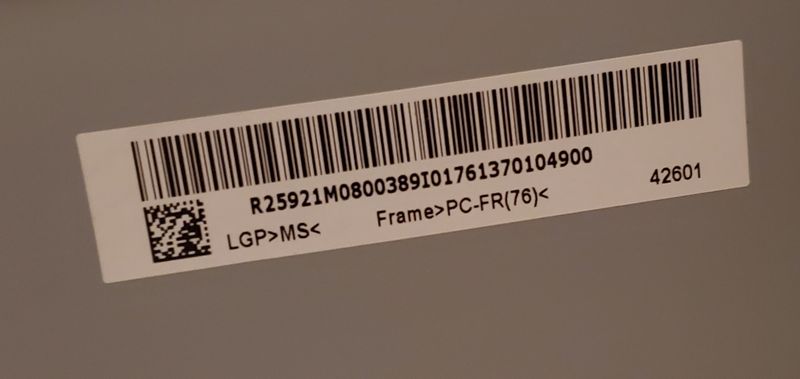 R25921M0800389I01761370104900
LGP>MS< Frame>PC-FR(76)< 42601